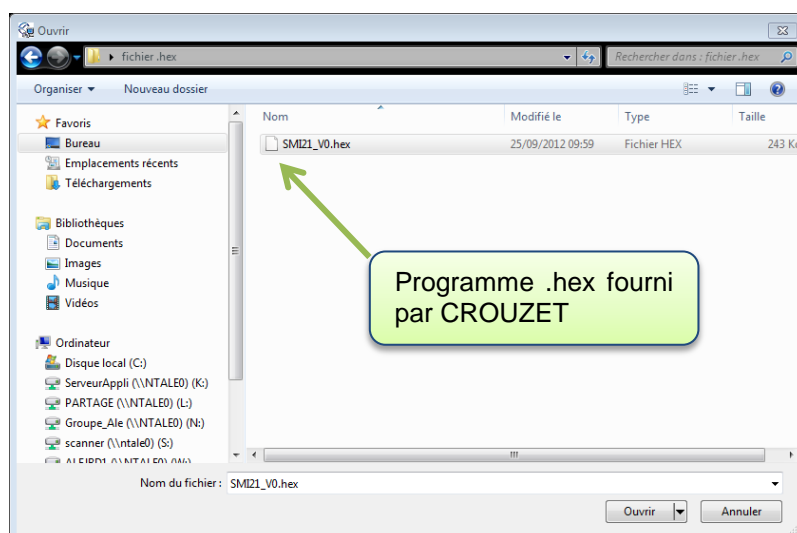 Ouvrir
fichier .hex
Rechercher dans : fichier .hex
Organiser Nouveau dossier
Nom Modifié le Type Taille
SMI21_V0.hex 25/09/2012 09:59 Fichier HEX 243 Ko
Favoris
Bureau
Emplacements récents
Téléchargements
Bibliothèques
Documents
Images
Musique
Vidéos
Ordinateur
Disque local (C:)
ServeurAppli (\\NTALE0) (K:)
PARTAGE (\\NTALE0) (L:)
Groupe_Ale (\\NTALE0) (N:)
scanner (\\ntale0) (S:)
Programme .hex fourni
par CROUZET
Nom du fichier : SMI21_V0.hex
Ouvrir Annuler